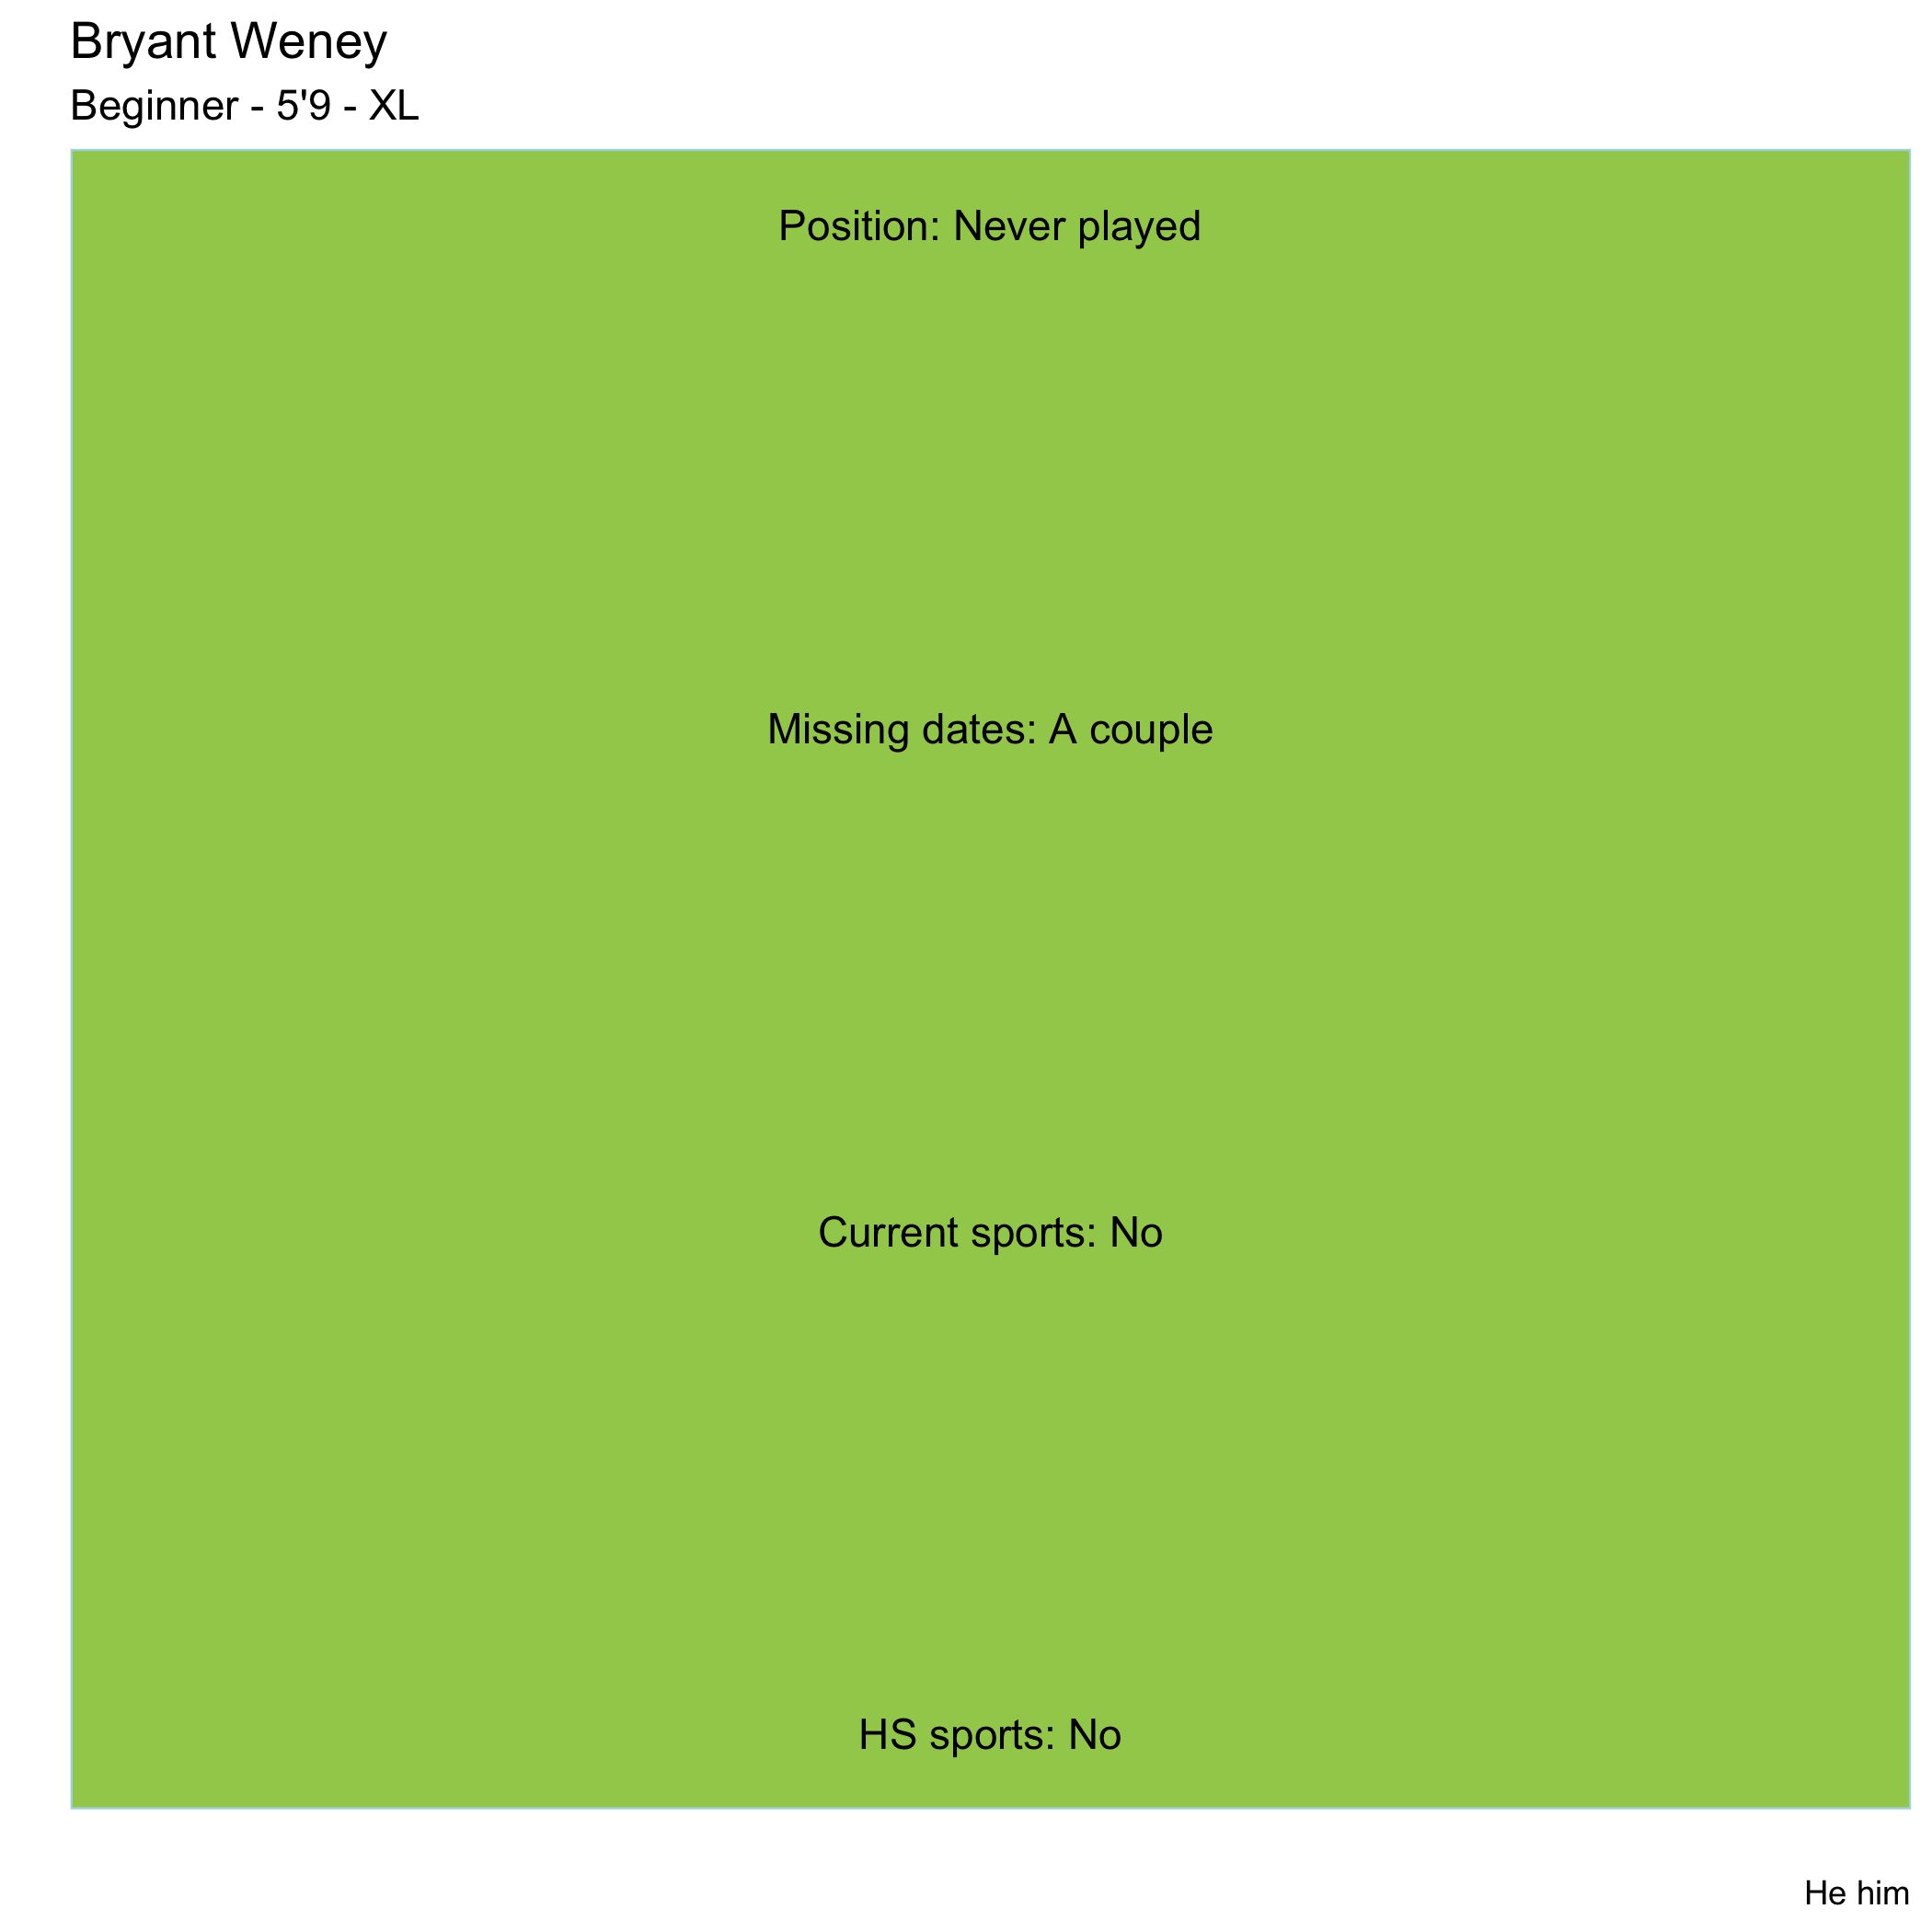 Bryant Weney
Beginner - 5'9 - XL
Position: Never played
Missing dates: A couple
Current sports: No
HS sports: No
He him